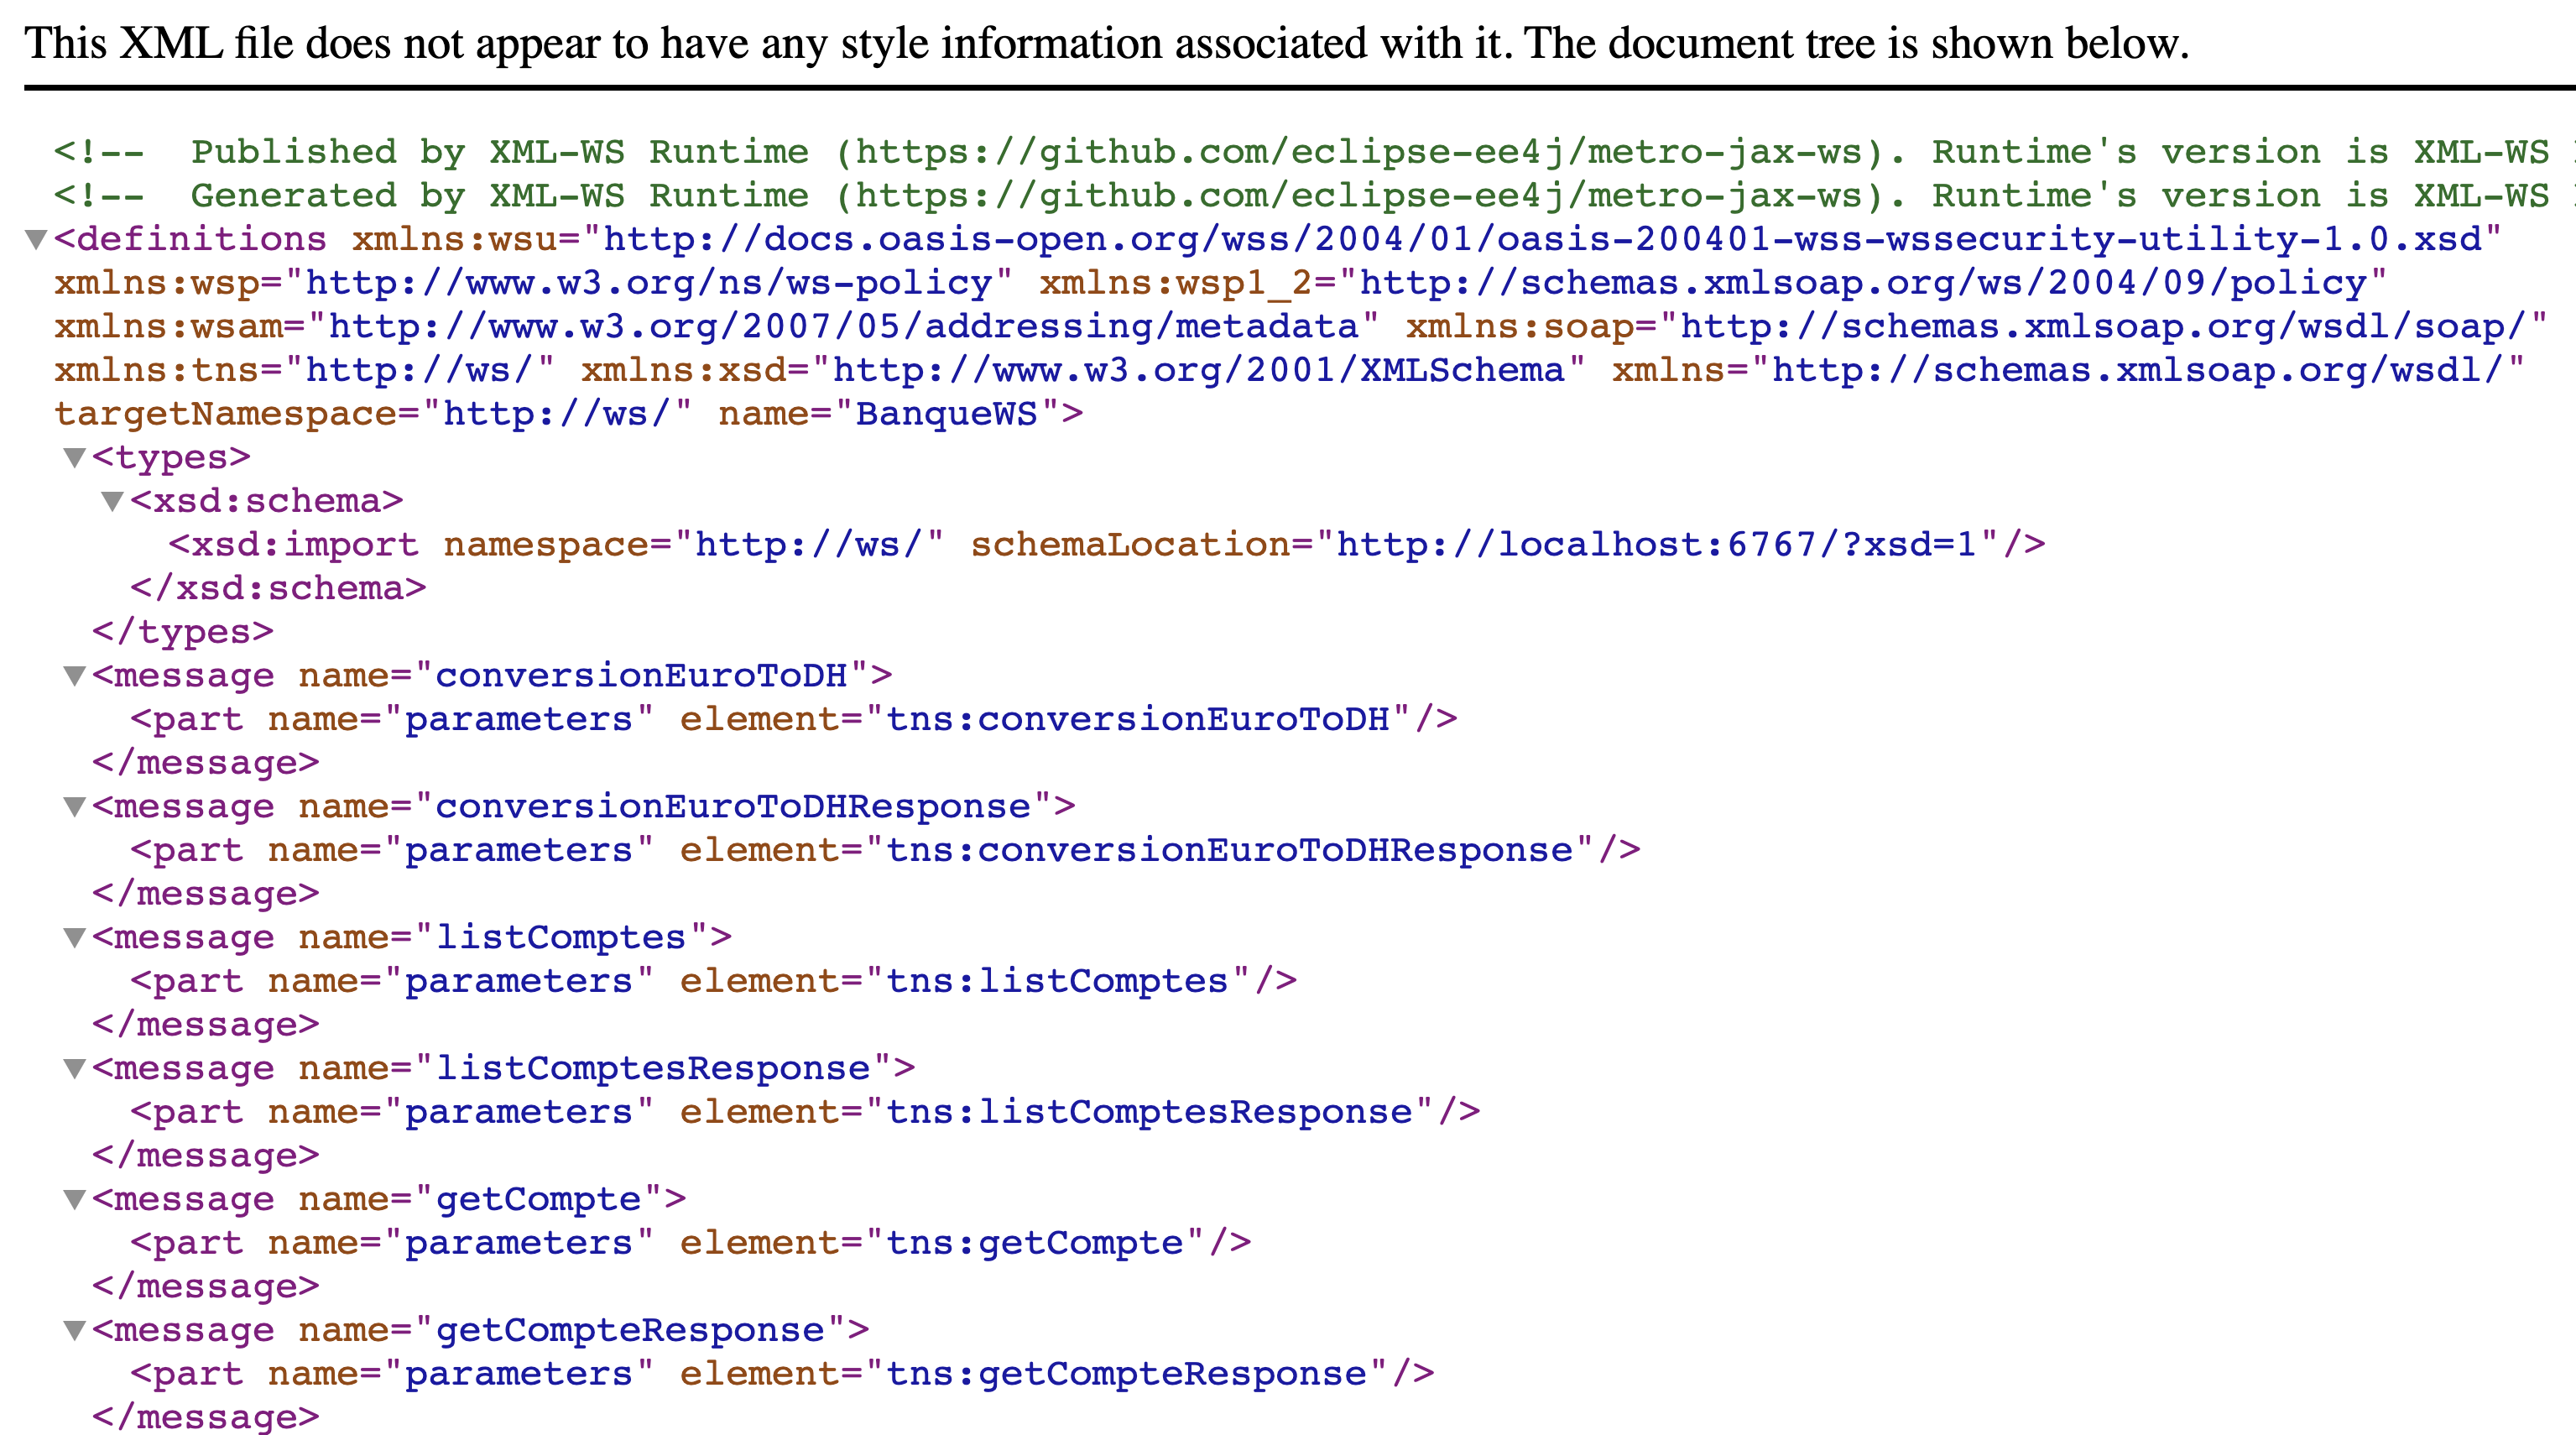 This XML file does not appear to have any style information associated with it. The document tree is shown below.
<!-- Published by XML-WS Runtime (https://github.com/eclipse-ee4j/metro-jax-ws). Runtime's version is XML-WS
<!-- Generated by XML-WS Runtime (https://github.com/eclipse-ee4j/metro-jax-ws). Runtime's version is XML-WS
<definitions xmlns:wsu="http://docs.oasis-open.org/wss/2004/01/oasis-200401-wss-wssecurity-utility-1.0.xsd"
xmlns:wsp="http://www.w3.org/ns/ws-policy" xmlns:wsp1_2="http://schemas.xmlsoap.org/ws/2004/09/policy"
xmlns:wsam="http://www.w3.org/2007/05/addressing/metadata" xmlns:soap="http://schemas.xmlsoap.org/wsdl/soap/"
xmlns:tns="http://ws/" xmlns:xsd="http://www.w3.org/2001/XMLSchema" xmlns="http://schemas.xmlsoap.org/wsdl/"
targetNamespace="http://ws/" name="BanqueWS">
<types>
<xsd:schema>
<xsd:import namespace="http://ws/" schemaLocation="http://localhost:6767/?xsd=1"/>
</xsd:schema>
</types>
<message name="conversionEuroToDH">
<part name="parameters" element="tns:conversionEuroToDH"/>
</message>
<message name="conversionEuroToDHResponse">
<part name="parameters" element="tns:conversionEuroToDHResponse"/>
</message>
<message name="listComptes">
<part name="parameters" element="tns:listComptes"/>
</message>
<message name="listComptesResponse">
<part name="parameters" element="tns:listComptesResponse"/>
</message>
<message name="getCompte">
<part name="parameters" element="tns:getCompte"/>
</message>
<message name="getCompteResponse">
<part name="parameters" element="tns:getCompteResponse"/>
</message>